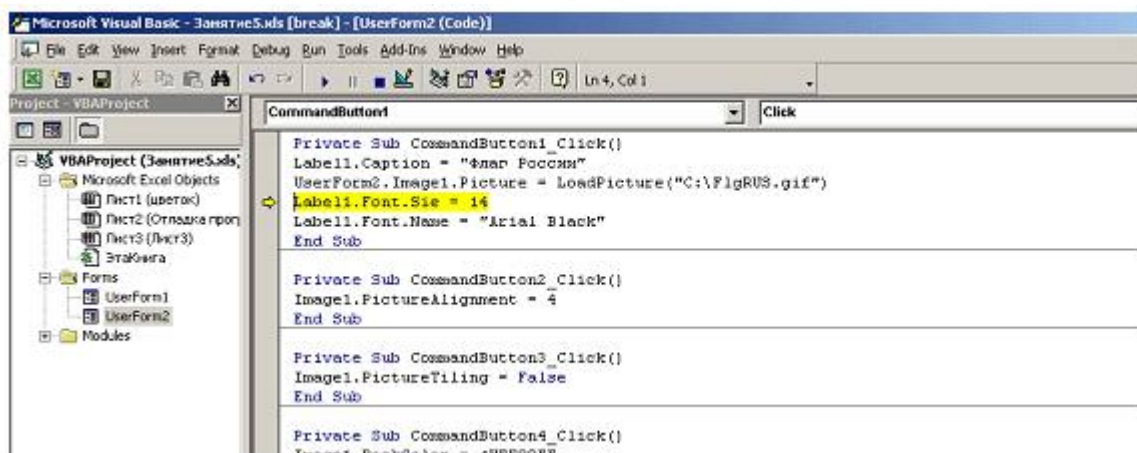 Microsoft Visual Basic - Занятие5.xls [break] - [UserForm2 (Code)]
File Edit View Insert Format Debug Run Tools Add-Ins Window Help
Ln 4, Col 1
Project - VBAProject
CommandButton1 Click
VBAProject (Занятие5.xls)
Microsoft Excel Objects
Лист1 (цветок)
Лист2 (Отладка прог
Лист3 (Лист3)
ЭтаКнига
Forms
UserForm1
UserForm2
Modules
Private Sub CommandButton1_Click()
Label1.Caption = "Флаг России"
UserForm2.Image1.Picture = LoadPicture("C:\FlgRUS.gif")
Label1.Font.Sie = 14
Label1.Font.Name = "Arial Black"
End Sub
Private Sub CommandButton2_Click()
Image1.PictureAlignment = 4
End Sub
Private Sub CommandButton3_Click()
Image1.PictureTiling = False
End Sub
Private Sub CommandButton4_Click()